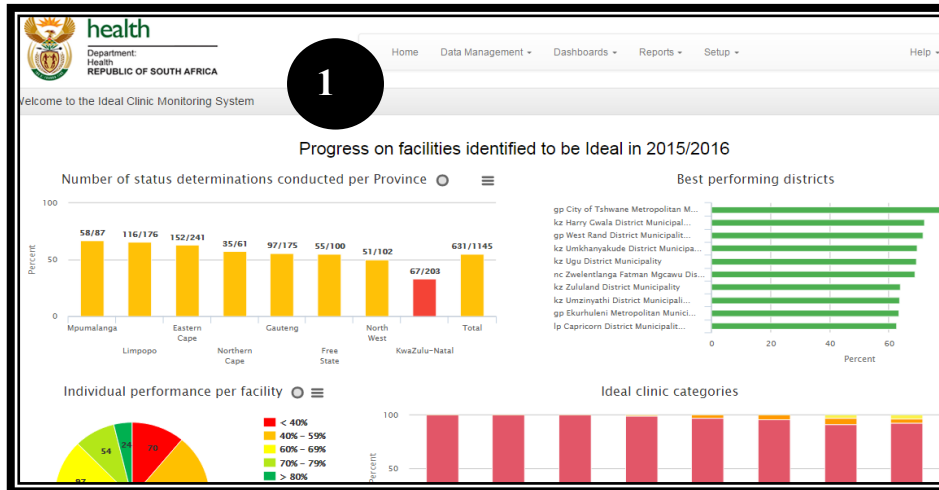 health
Department:
Health
REPUBLIC OF SOUTH AFRICA
Home Data Management Dashboards Reports Setup Help
1
Welcome to the Ideal Clinic Monitoring System
Progress on facilities identified to be Ideal in 2015/2016
Number of status determinations conducted per Province
100
50
0
Percent
58/87
116/176
152/241
35/61
97/175
55/100
51/102
67/203
631/1145
Mpumalanga
Limpopo
Eastern
Cape
Northern
Cape
Gauteng
Free
State
North
West
KwaZulu-Natal
Total
Best performing districts
gp City of Tshwane Metropolitan M...
kz Harry Gwala District Municipal...
gp West Rand District Municipalit...
kz Umkhanyakude District Municipa...
kz Ugu District Municipality
nc Zwelentlanga Fatman Mgcawu Dis...
kz Zululand District Municipality
kz Umzinyathi District Municipali...
gp Ekurhuleni Metropolitan Munici...
lp Capricorn District Municipalit...
0 20 40 60
Percent
Individual performance per facility
54
24
70
97
< 40%
40% - 59%
60% - 69%
70% - 79%
> 80%
Ideal clinic categories
100
50
Percent